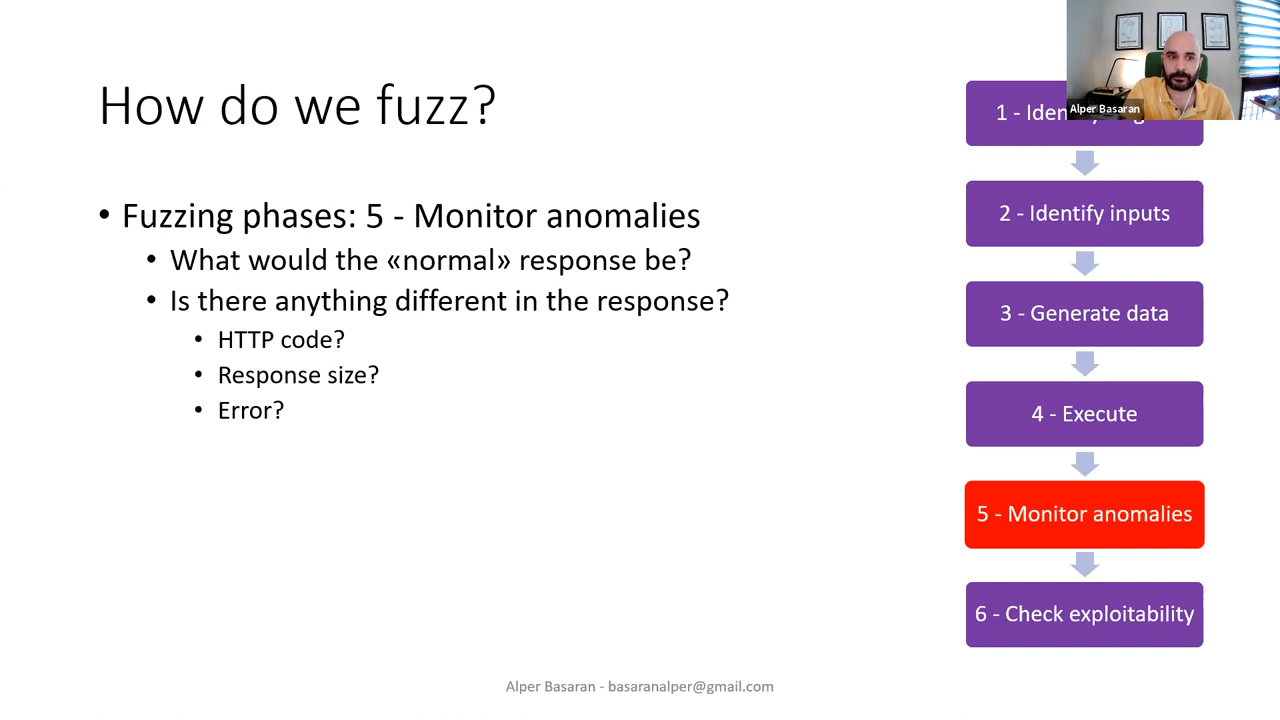 How do we fuzz?
• Fuzzing phases: 5 - Monitor anomalies
• What would the «normal» response be?
• Is there anything different in the response?
• HTTP code?
• Response size?
• Error?
Alper Basaran
1 - Iden
2 - Identify inputs
3 - Generate data
4 - Execute
5 - Monitor anomalies
6 - Check exploitability
Alper Basaran - basaranalper@gmail.com